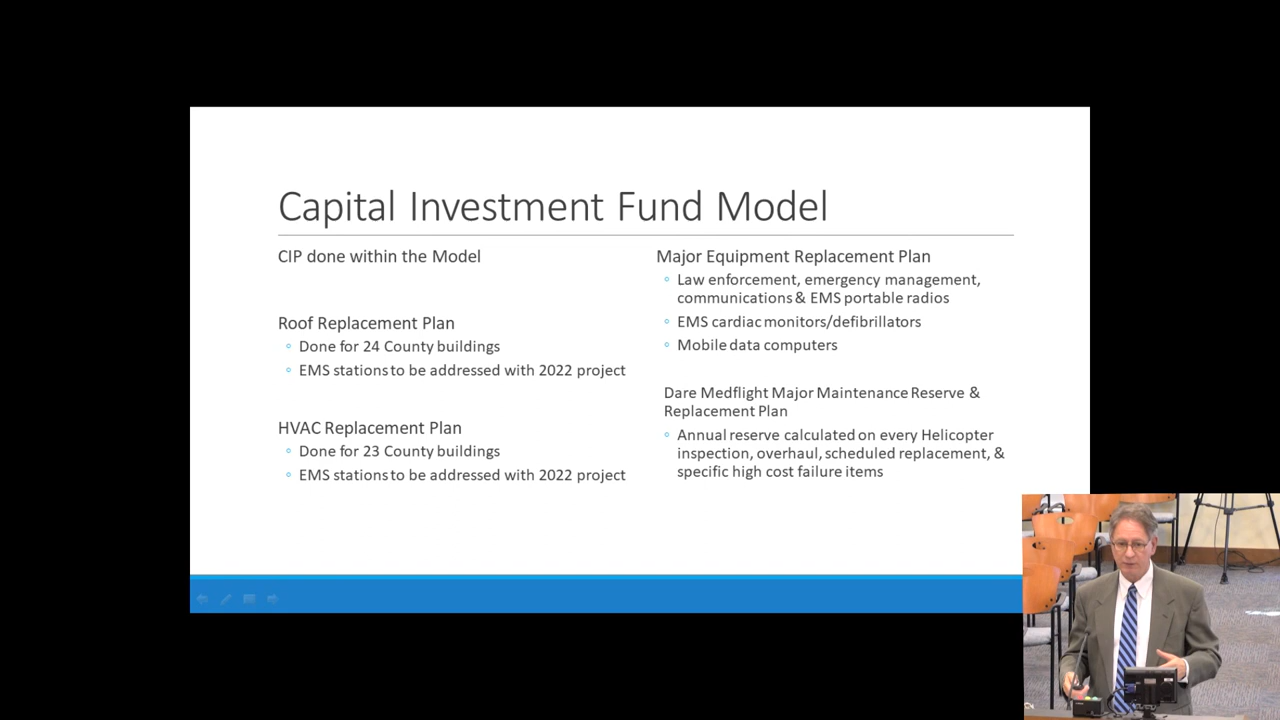 Capital Investment Fund Model
CIP done within the Model
Roof Replacement Plan
Done for 24 County buildings
EMS stations to be addressed with 2022 project
HVAC Replacement Plan
Done for 23 County buildings
EMS stations to be addressed with 2022 project
Major Equipment Replacement Plan
Law enforcement, emergency management,
communications & EMS portable radios
EMS cardiac monitors/defibrillators
Mobile data computers
Dare Medflight Major Maintenance Reserve &
Replacement Plan
Annual reserve calculated on every Helicopter
inspection, overhaul, scheduled replacement, &
specific high cost failure items